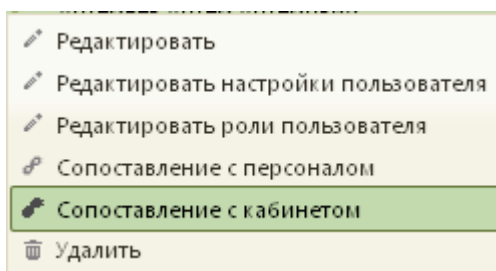 Редактировать
Редактировать настройки пользователя
Редактировать роли пользователя
Сопоставление с персоналом
Сопоставление с кабинетом
Удалить